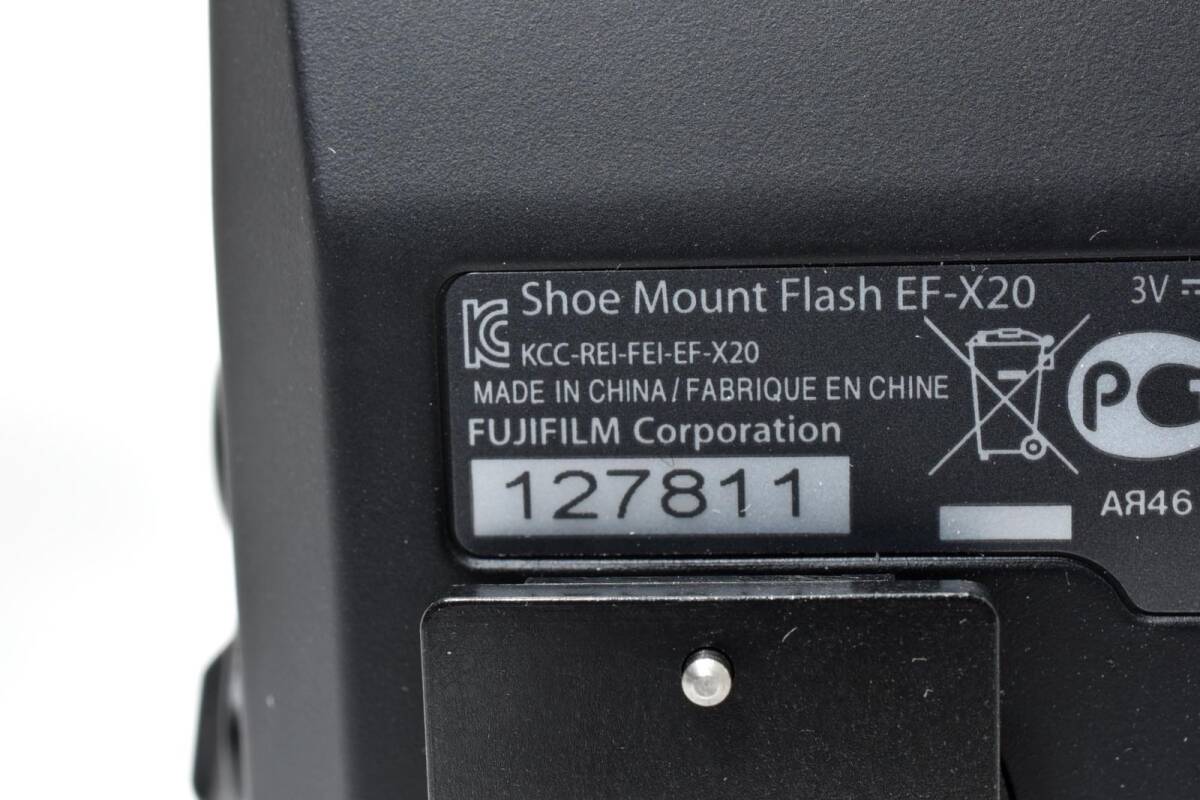 Shoe Mount Flash EF-X20
3V
KCC-REI-FEI-EF-X20
MADE IN CHINA/FABRIQUE EN CHINE
FUJIFILM Corporation
127811
AЯ46